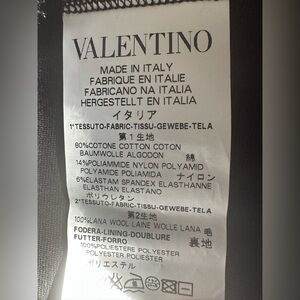 VALENTINO
MADE IN ITALY
FABRIQUE EN ITALIE
FABRICANO NA ITALIA
HERGESTELLT EN ITALIA
イタリア
1°TESSUTO-FABRIC-TISSU-GEWEBE-TELA
第1生地
80%COTONE COTTON COTON
BAUMWOLLE ALGODON 綿
14%POLIAMMIDE NYLON POLYAMID
POLYAMIDE POLIAMIDA ナイロン
6%ELASTAM SPANDEX ELASTHANNE
ELASTHAN ELASTANO
ポリウレタン
2°TESSUTO-FABRIC-TISSU-GEWEBE-TELA
第2生地
100%LANA WOOL LAINE WOLLE LANA 毛
FODERA-LINING-DOUBLURE
FUTTER-FORRO 裏地
100%POLIESTERE POLYESTER
POLYESTER POLIESTER
ポリエステル